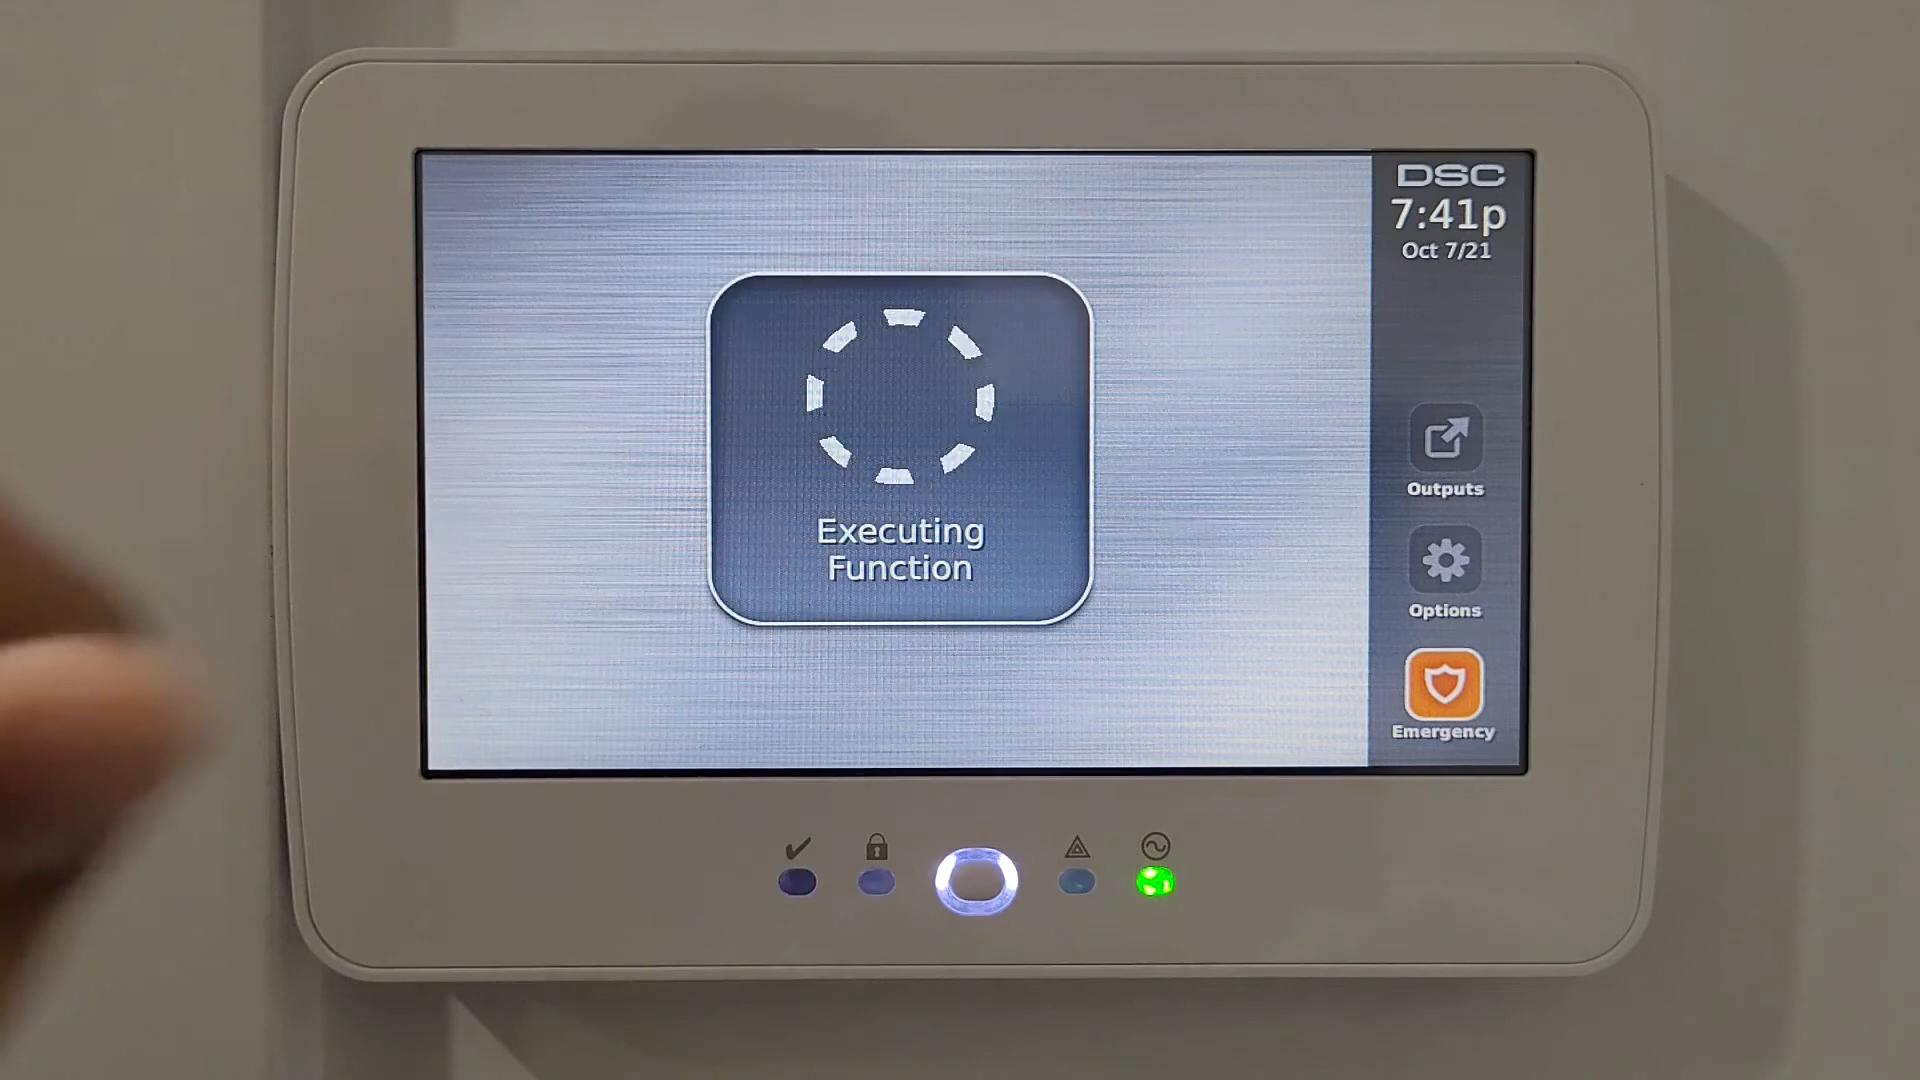 DSC
7:41p
Oct 7/21
Executing
Function
Outputs
Options
Emergency